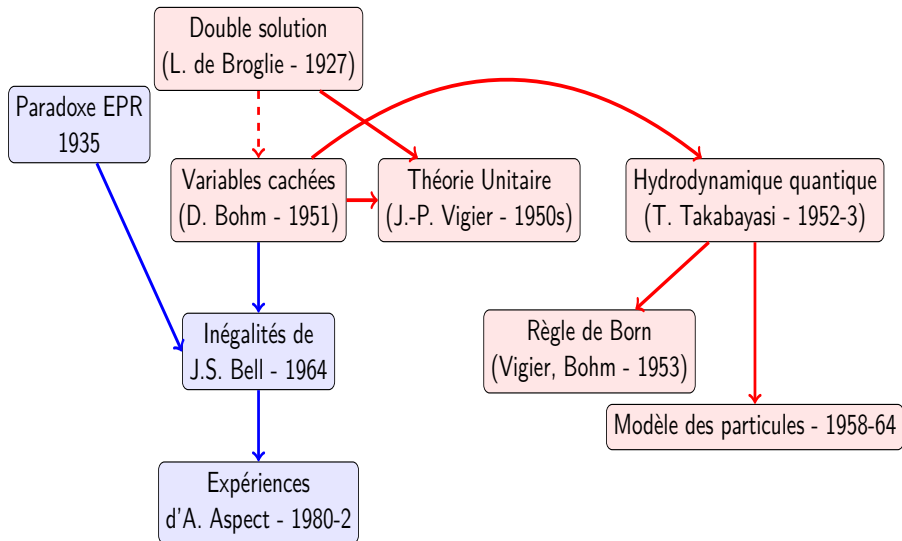 Double solution
(L. de Broglie - 1927)
Paradoxe EPR
1935
Variables cachées
(D. Bohm - 1951)
Théorie Unitaire
(J.-P. Vigier - 1950s)
Hydrodynamique quantique
(T. Takabayasi - 1952-3)
Inégalités de
J.S. Bell - 1964
Règle de Born
(Vigier, Bohm - 1953)
Modèle des particules - 1958-64
Expériences
d'A. Aspect - 1980-2